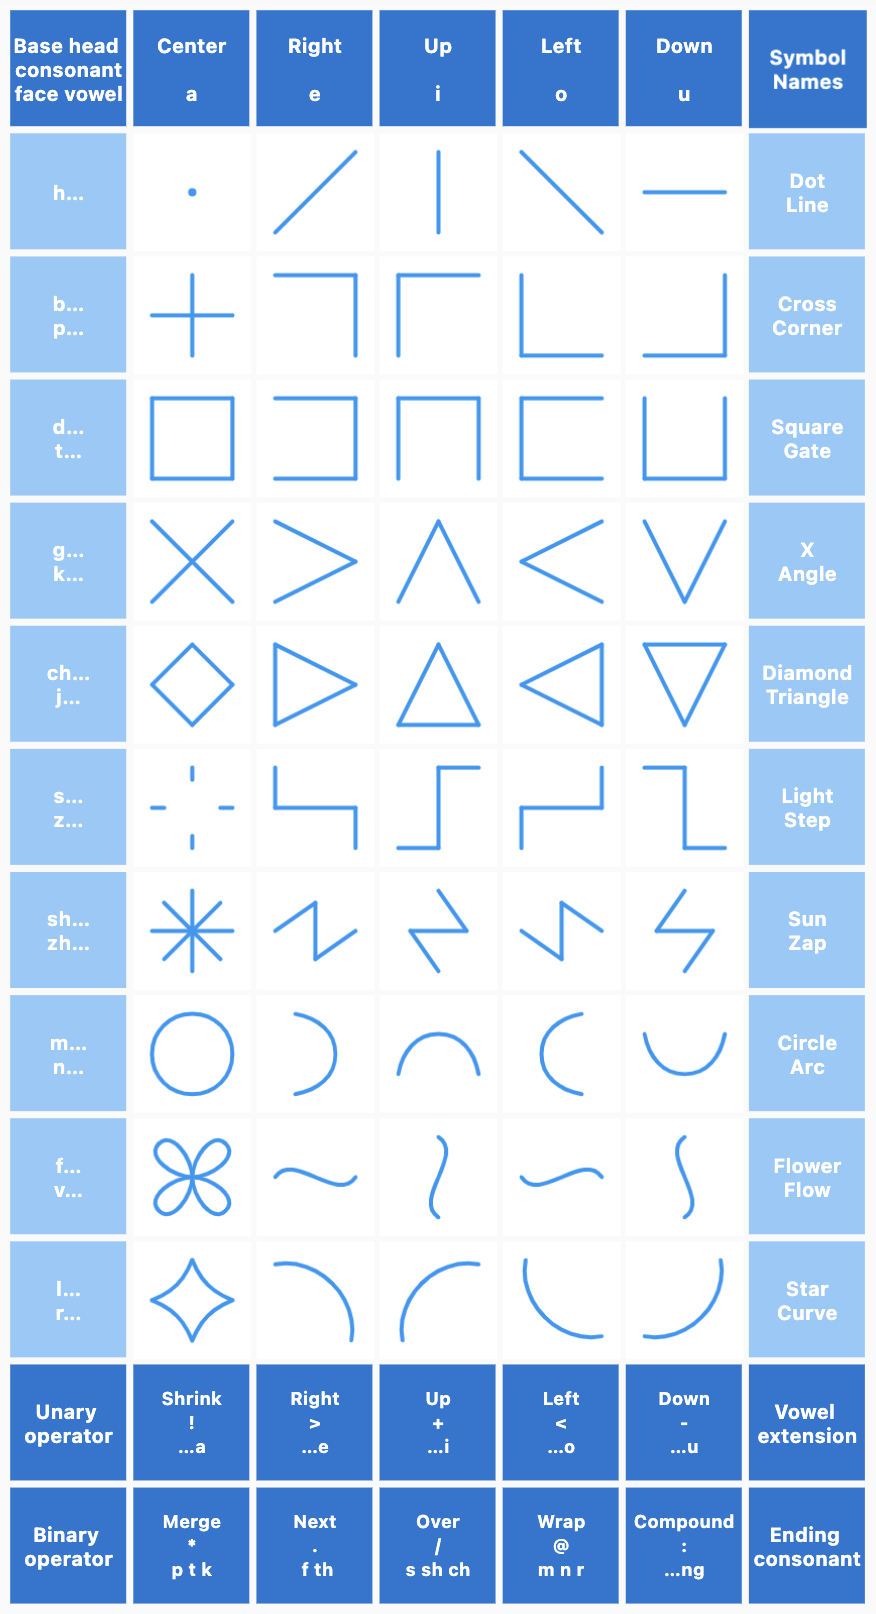 Base head
consonant
face vowel
Center
a
Right
e
Up
i
Left
o
Down
u
Symbol
Names
h...
Dot
Line
b...
p...
Cross
Corner
d...
t...
Square
Gate
g...
k...
X
Angle
ch...
j...
Diamond
Triangle
s...
z...
Light
Step
sh...
zh...
Sun
Zap
m...
n...
Circle
Arc
f...
v...
Flower
Flow
l...
r...
Star
Curve
Unary
operator
Shrink
!
...a
Right
>
...e
Up
+
...i
Left
<
...o
Down
-
...u
Vowel
extension
Binary
operator
Merge
*
p t k
Next
.
f th
Over
/
s sh ch
Wrap
@
m n r
Compound
:
...ng
Ending
consonant